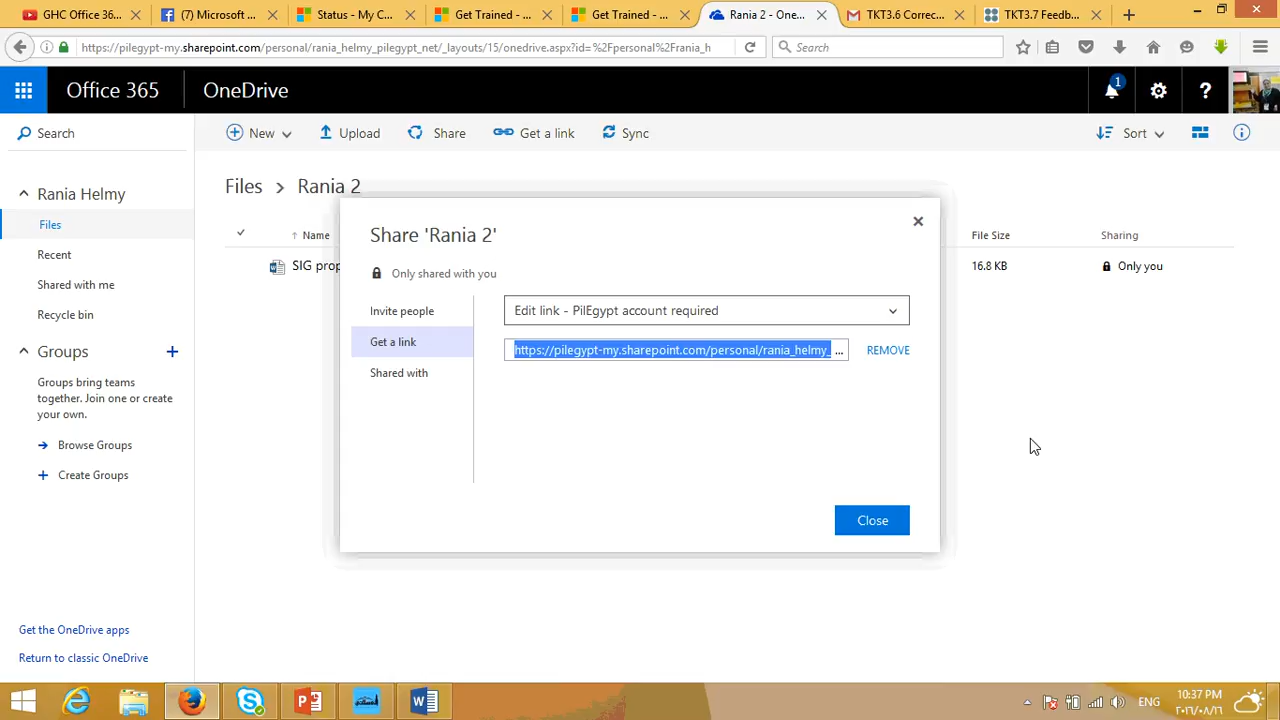 GHC Office 36...
(7) Microsoft ...
Status - My C...
Get Trained - ...
Get Trained - ...
Rania 2 - One...
TKT3.6 Correc...
TKT3.7 Feedb...
https://pilegypt-my.sharepoint.com/personal/rania_helmy_pilegypt_net/_layouts/15/onedrive.aspx?id=%2Fpersonal%2Frania_h
Search
Office 365
OneDrive
1
?
Search
New
Upload
Share
Get a link
Sync
Sort
Rania Helmy
Files
Recent
Shared with me
Recycle bin
Groups
Groups bring teams
together. Join one or create
your own.
Browse Groups
Create Groups
Get the OneDrive apps
Return to classic OneDrive
Files > Rania 2
Name
File Size
Sharing
SIG prop
16.8 KB
Only you
Share 'Rania 2'
Only shared with you
Invite people
Get a link
Shared with
Edit link - PilEgypt account required
https://pilegypt-my.sharepoint.com/personal/rania_helmy_ ...
REMOVE
Close
ENG
10:37 PM